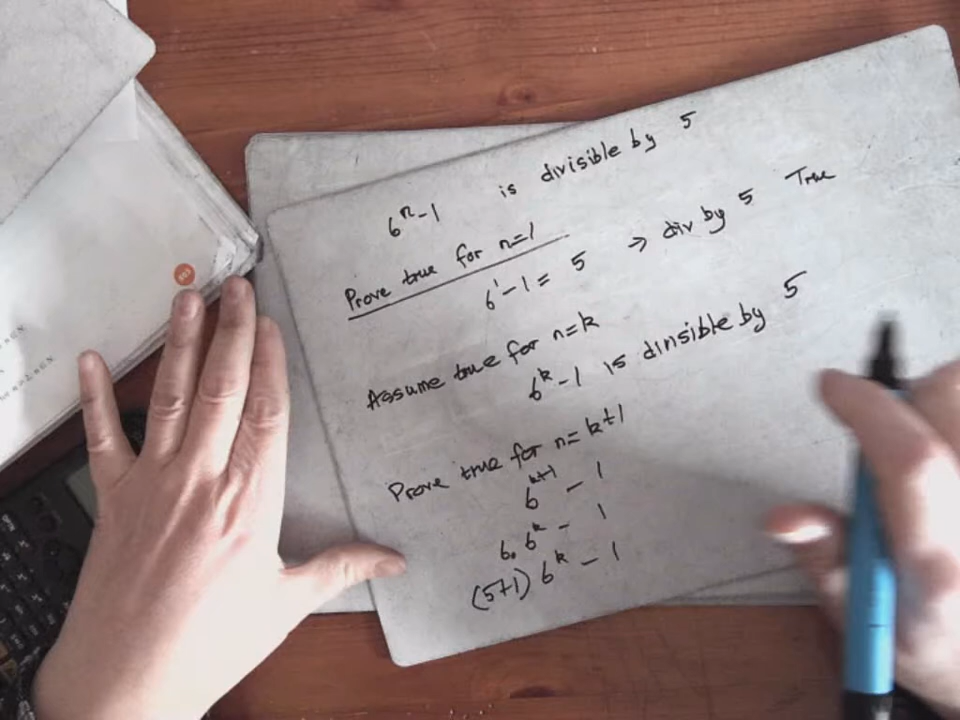 6ⁿ-1 is divisible by 5
Prove true for n=1
6¹-1 = 5 → div by 5 True
Assume true for n=k
6ᵏ-1 is dinsible by 5
Prove true for n=k+1
6ᵏ⁺¹ - 1
6.6ᵏ - 1
(5+1) 6ᵏ - 1